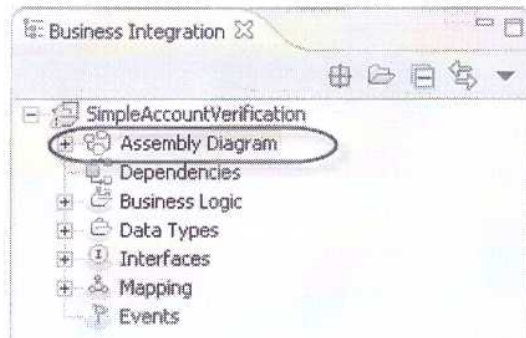 Business Integration
SimpleAccountVerification
Assembly Diagram
Dependencies
Business Logic
Data Types
Interfaces
Mapping
Events